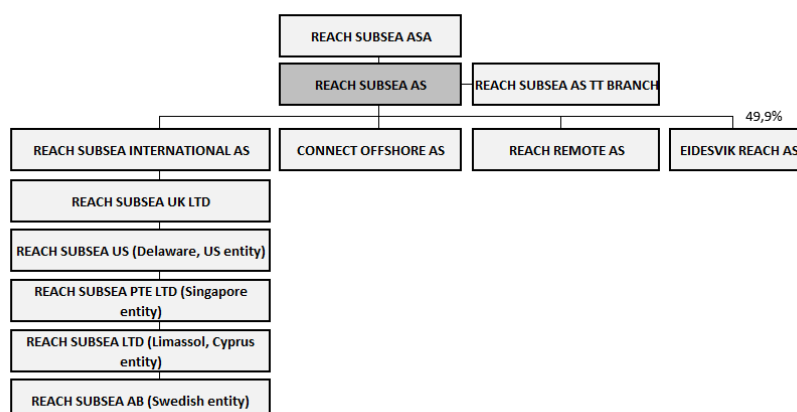 REACH SUBSEA ASA
REACH SUBSEA AS
REACH SUBSEA AS TT BRANCH
49,9%
REACH SUBSEA INTERNATIONAL AS
CONNECT OFFSHORE AS
REACH REMOTE AS
EIDESVIK REACH AS
REACH SUBSEA UK LTD
REACH SUBSEA US (Delaware, US entity)
REACH SUBSEA PTE LTD (Singapore
entity)
REACH SUBSEA LTD (Limassol, Cyprus
entity)
REACH SUBSEA AB (Swedish entity)